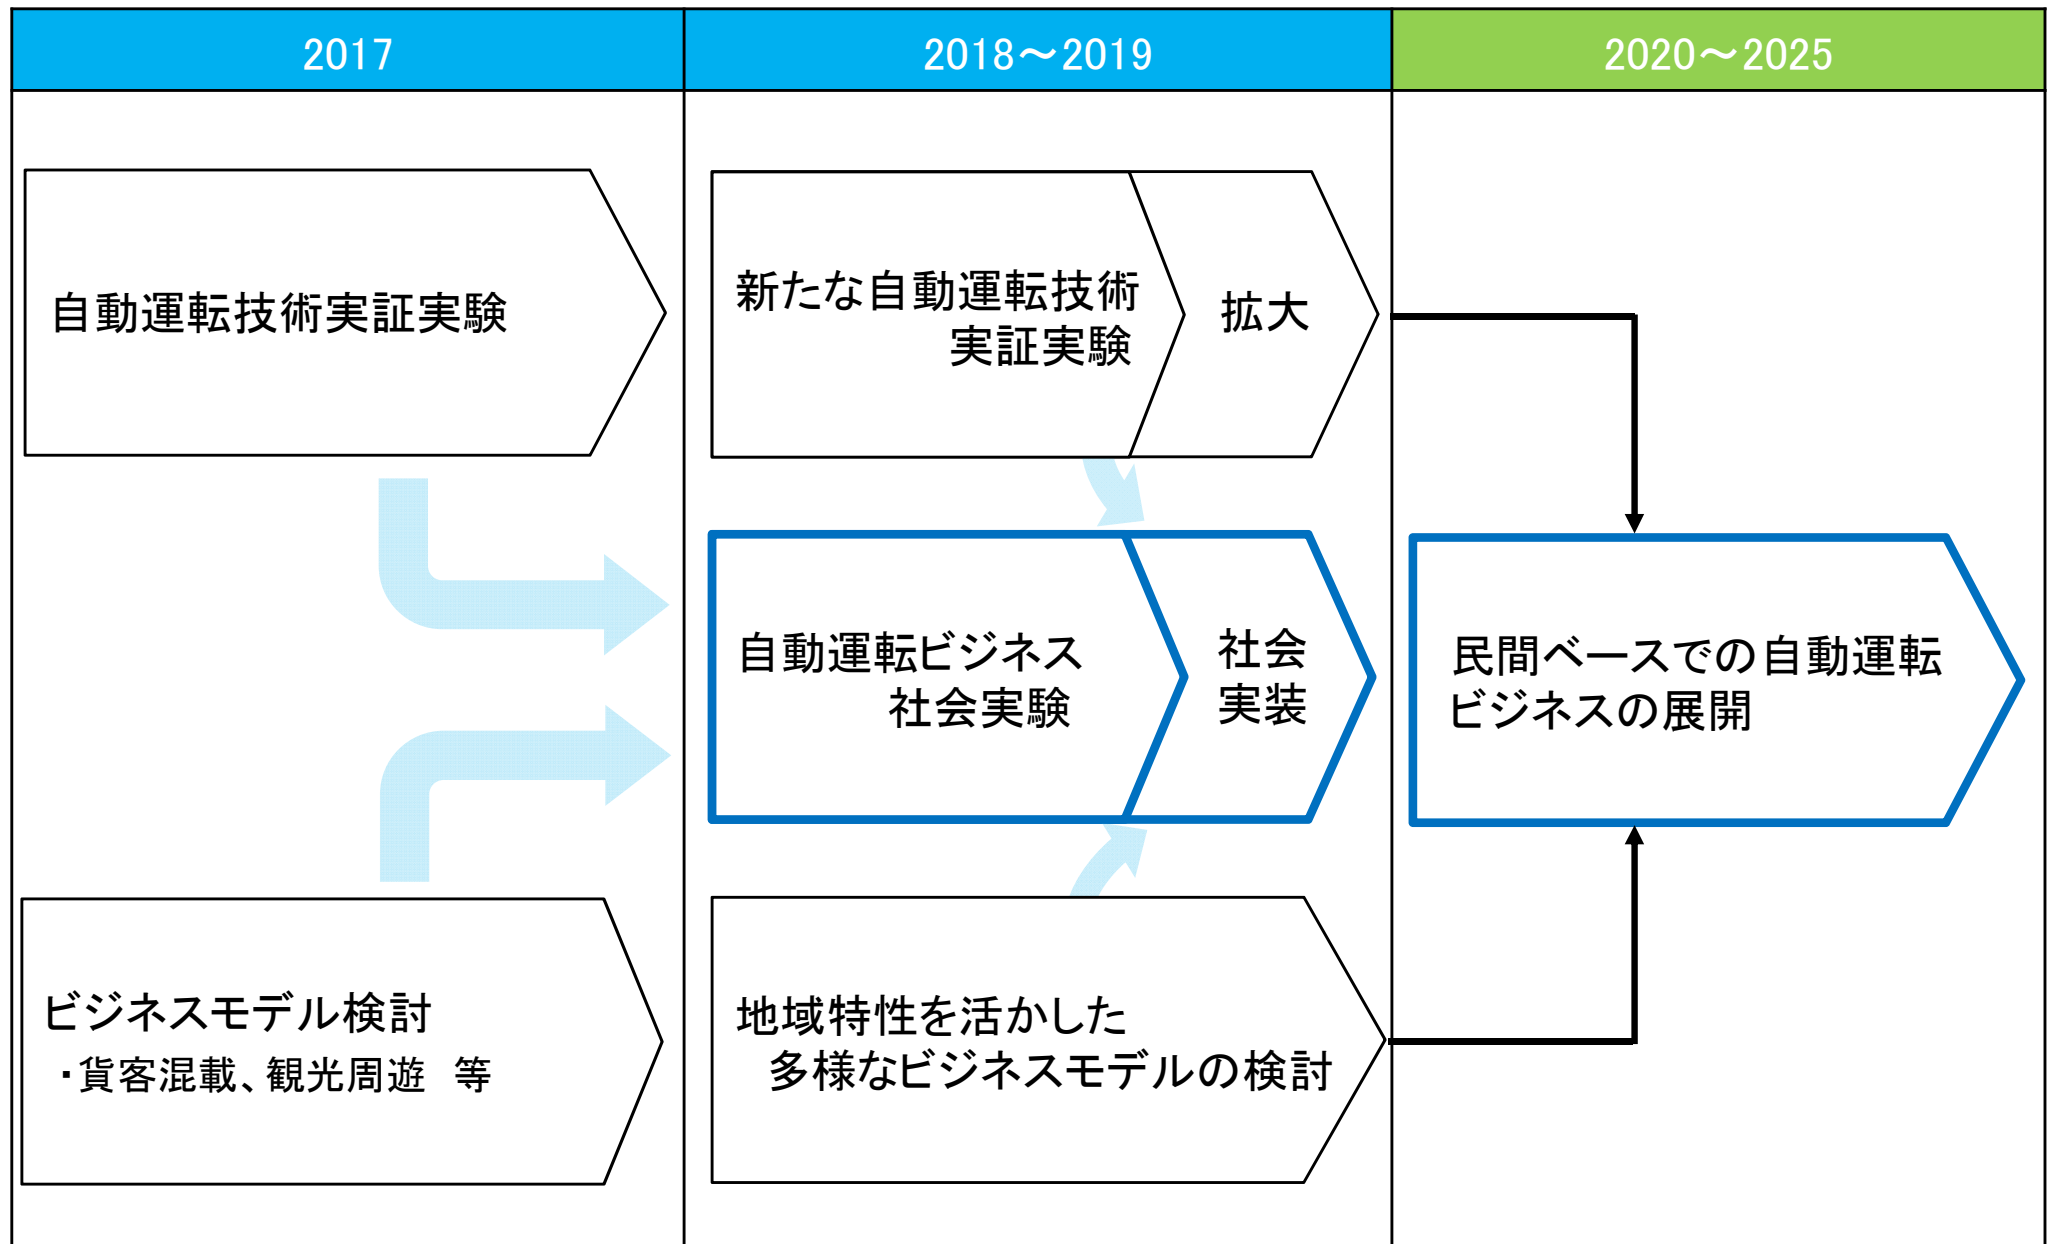 2017
2018～2019
2020～2025
自動運転技術実証実験
新たな自動運転技術
実証実験
拡大
自動運転ビジネス
社会実験
社会
実装
民間ベースでの自動運転
ビジネスの展開
ビジネスモデル検討
・貨客混載、観光周遊　等
地域特性を活かした
多様なビジネスモデルの検討